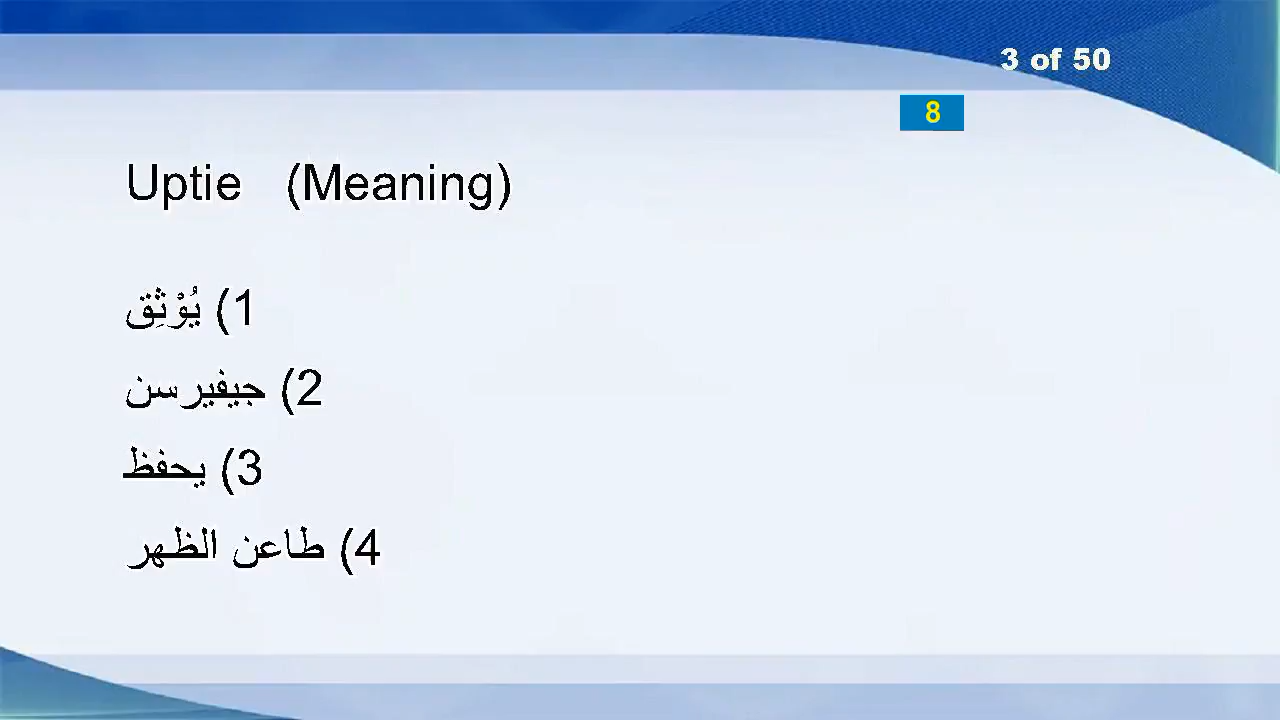 3 of 50
8
Uptie (Meaning)
1) يُوْثِق
2) جيفيرسن
3) يحفظ
4) طاعن الظهر